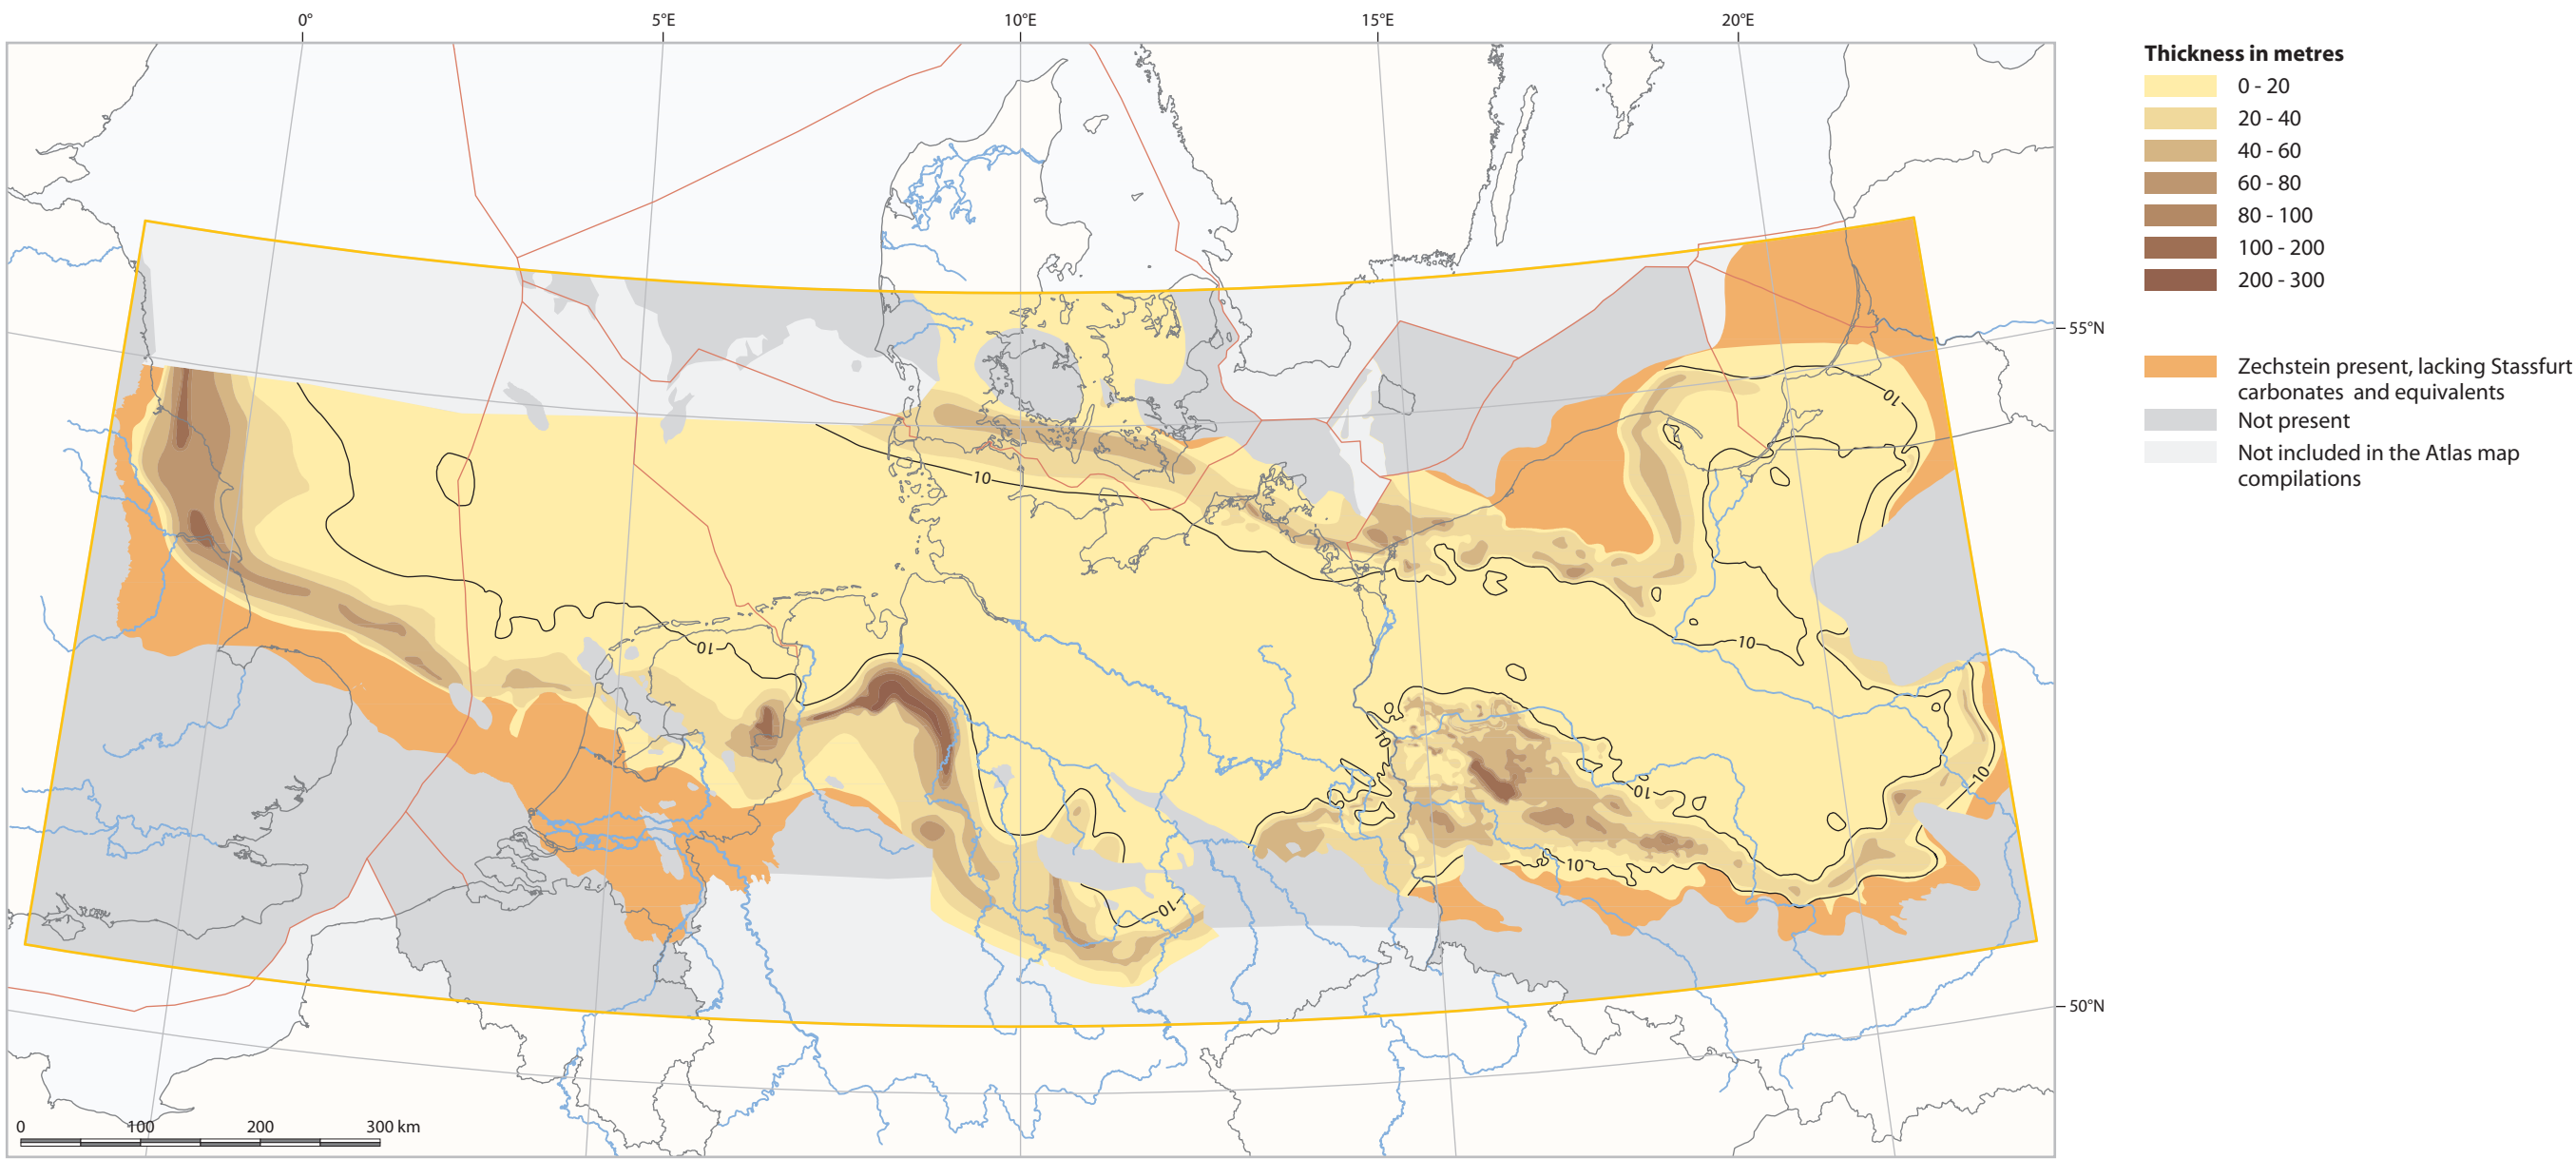 0° 5°E 10°E 15°E 20°E
Thickness in metres
0 - 20
20 - 40
40 - 60
60 - 80
80 - 100
100 - 200
200 - 300
55°N
Zechstein present, lacking Stassfurt
carbonates and equivalents
Not present
Not included in the Atlas map
compilations
10
10
10
10
10
10
10
10
10
50°N
0 100 200 300 km